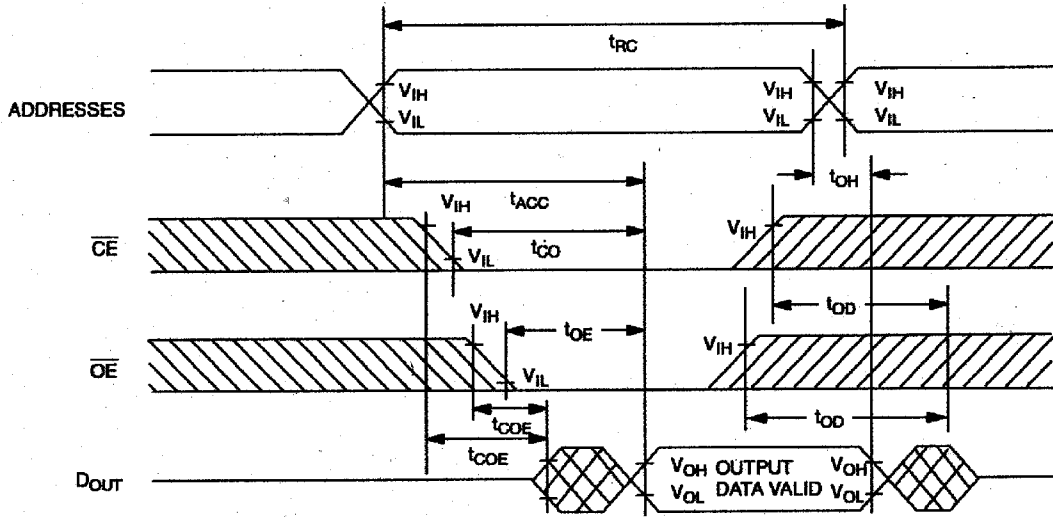 tRC
ADDRESSES
VIH
VIL
VIH
VIL
VIH
VIL
tOH
tACC
CE
VIH
VIL
tCO
VIH
tOD
OE
VIH
VIL
tOE
VIH
tOD
tCOE
tCOE
DOUT
VOH
VOL
OUTPUT
DATA VALID
VOH
VOL